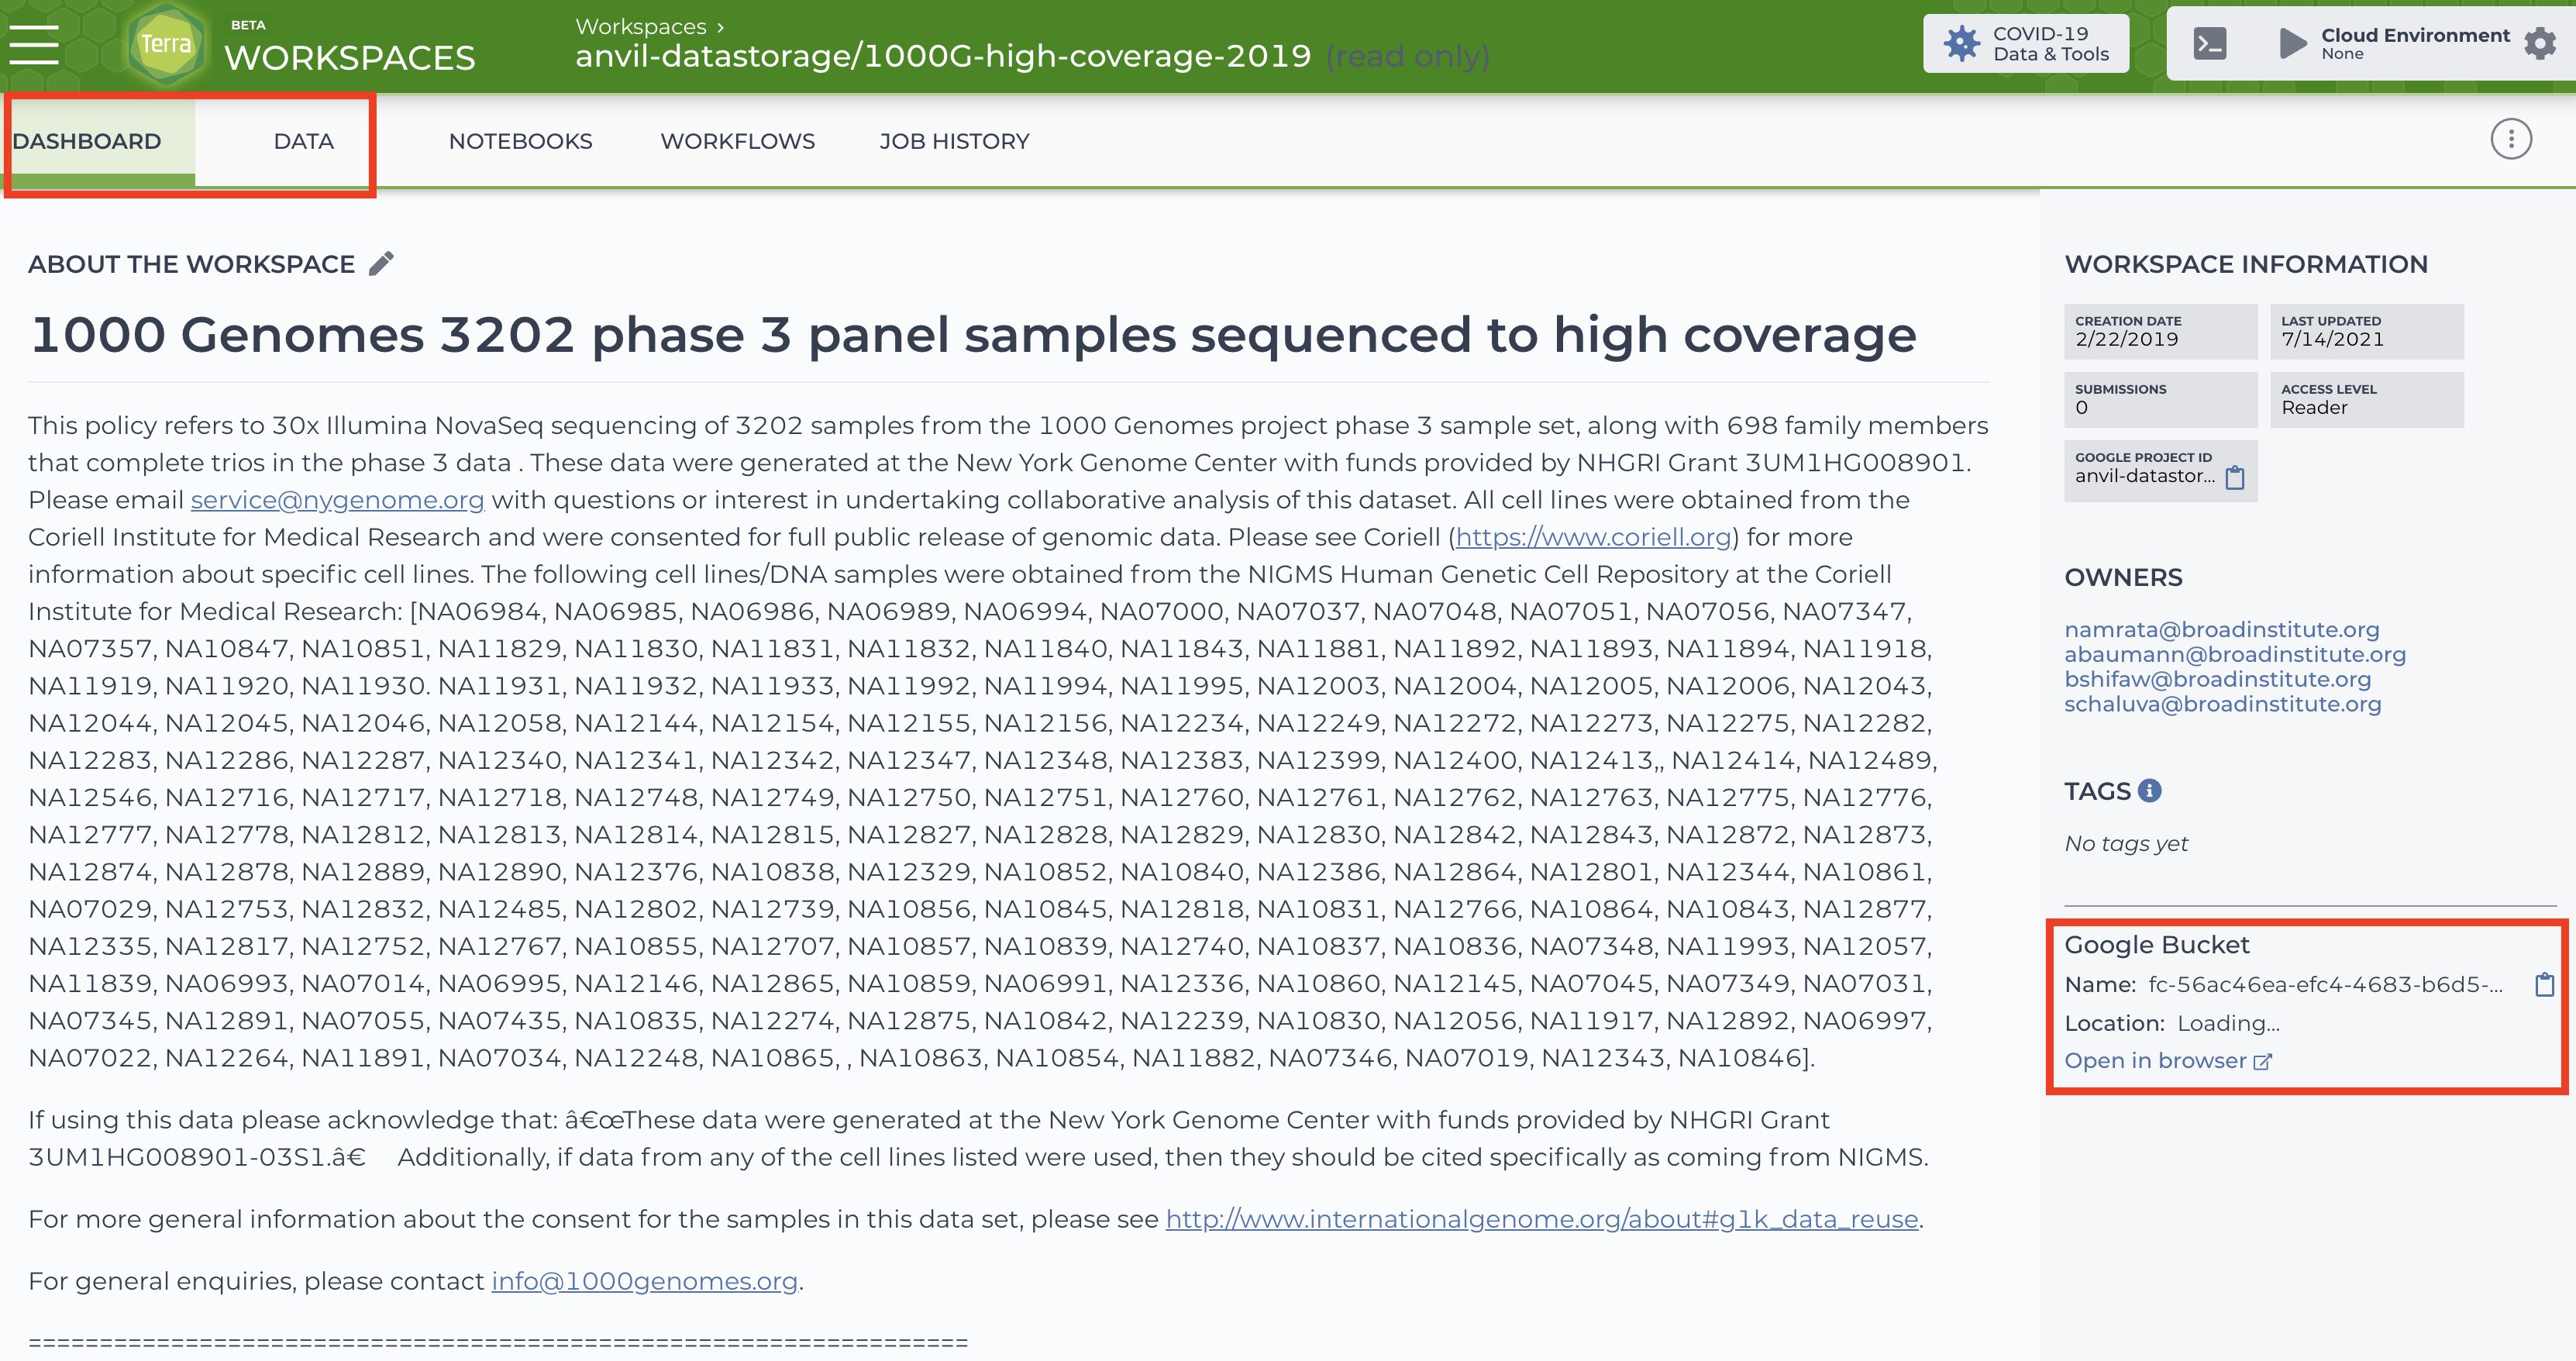 Terra
BETA
WORKSPACES
Workspaces ›
anvil-datastorage/1000G-high-coverage-2019 (read only)
COVID-19
Data & Tools
Cloud Environment
None
DASHBOARD
DATA
NOTEBOOKS
WORKFLOWS
JOB HISTORY
ABOUT THE WORKSPACE
1000 Genomes 3202 phase 3 panel samples sequenced to high coverage
This policy refers to 30x Illumina NovaSeq sequencing of 3202 samples from the 1000 Genomes project phase 3 sample set, along with 698 family members
that complete trios in the phase 3 data . These data were generated at the New York Genome Center with funds provided by NHGRI Grant 3UM1HG008901.
Please email service@nygenome.org with questions or interest in undertaking collaborative analysis of this dataset. All cell lines were obtained from the
Coriell Institute for Medical Research and were consented for full public release of genomic data. Please see Coriell (https://www.coriell.org) for more
information about specific cell lines. The following cell lines/DNA samples were obtained from the NIGMS Human Genetic Cell Repository at the Coriell
Institute for Medical Research: [NA06984, NA06985, NA06986, NA06989, NA06994, NA07000, NA07037, NA07048, NA07051, NA07056, NA07347,
NA07357, NA10847, NA10851, NA11829, NA11830, NA11831, NA11832, NA11840, NA11843, NA11881, NA11892, NA11893, NA11894, NA11918,
NA11919, NA11920, NA11930. NA11931, NA11932, NA11933, NA11992, NA11994, NA11995, NA12003, NA12004, NA12005, NA12006, NA12043,
NA12044, NA12045, NA12046, NA12058, NA12144, NA12154, NA12155, NA12156, NA12234, NA12249, NA12272, NA12273, NA12275, NA12282,
NA12283, NA12286, NA12287, NA12340, NA12341, NA12342, NA12347, NA12348, NA12383, NA12399, NA12400, NA12413,, NA12414, NA12489,
NA12546, NA12716, NA12717, NA12718, NA12748, NA12749, NA12750, NA12751, NA12760, NA12761, NA12762, NA12763, NA12775, NA12776,
NA12777, NA12778, NA12812, NA12813, NA12814, NA12815, NA12827, NA12828, NA12829, NA12830, NA12842, NA12843, NA12872, NA12873,
NA12874, NA12878, NA12889, NA12890, NA12376, NA10838, NA12329, NA10852, NA10840, NA12386, NA12864, NA12801, NA12344, NA10861,
NA07029, NA12753, NA12832, NA12485, NA12802, NA12739, NA10856, NA10845, NA12818, NA10831, NA12766, NA10864, NA10843, NA12877,
NA12335, NA12817, NA12752, NA12767, NA10855, NA12707, NA10857, NA10839, NA12740, NA10837, NA10836, NA07348, NA11993, NA12057,
NA11839, NA06993, NA07014, NA06995, NA12146, NA12865, NA10859, NA06991, NA12336, NA10860, NA12145, NA07045, NA07349, NA07031,
NA07345, NA12891, NA07055, NA07435, NA10835, NA12274, NA12875, NA10842, NA12239, NA10830, NA12056, NA11917, NA12892, NA06997,
NA07022, NA12264, NA11891, NA07034, NA12248, NA10865, , NA10863, NA10854, NA11882, NA07346, NA07019, NA12343, NA10846].
If using this data please acknowledge that: â€œThese data were generated at the New York Genome Center with funds provided by NHGRI Grant
3UM1HG008901-03S1.â€ Additionally, if data from any of the cell lines listed were used, then they should be cited specifically as coming from NIGMS.
For more general information about the consent for the samples in this data set, please see http://www.internationalgenome.org/about#g1k_data_reuse.
For general enquiries, please contact info@1000genomes.org.
==================================================================
WORKSPACE INFORMATION
CREATION DATE
2/22/2019
LAST UPDATED
7/14/2021
SUBMISSIONS
0
ACCESS LEVEL
Reader
GOOGLE PROJECT ID
anvil-datastor...
OWNERS
namrata@broadinstitute.org
abaumann@broadinstitute.org
bshifaw@broadinstitute.org
schaluva@broadinstitute.org
TAGS
No tags yet
Google Bucket
Name: fc-56ac46ea-efc4-4683-b6d5-...
Location: Loading...
Open in browser